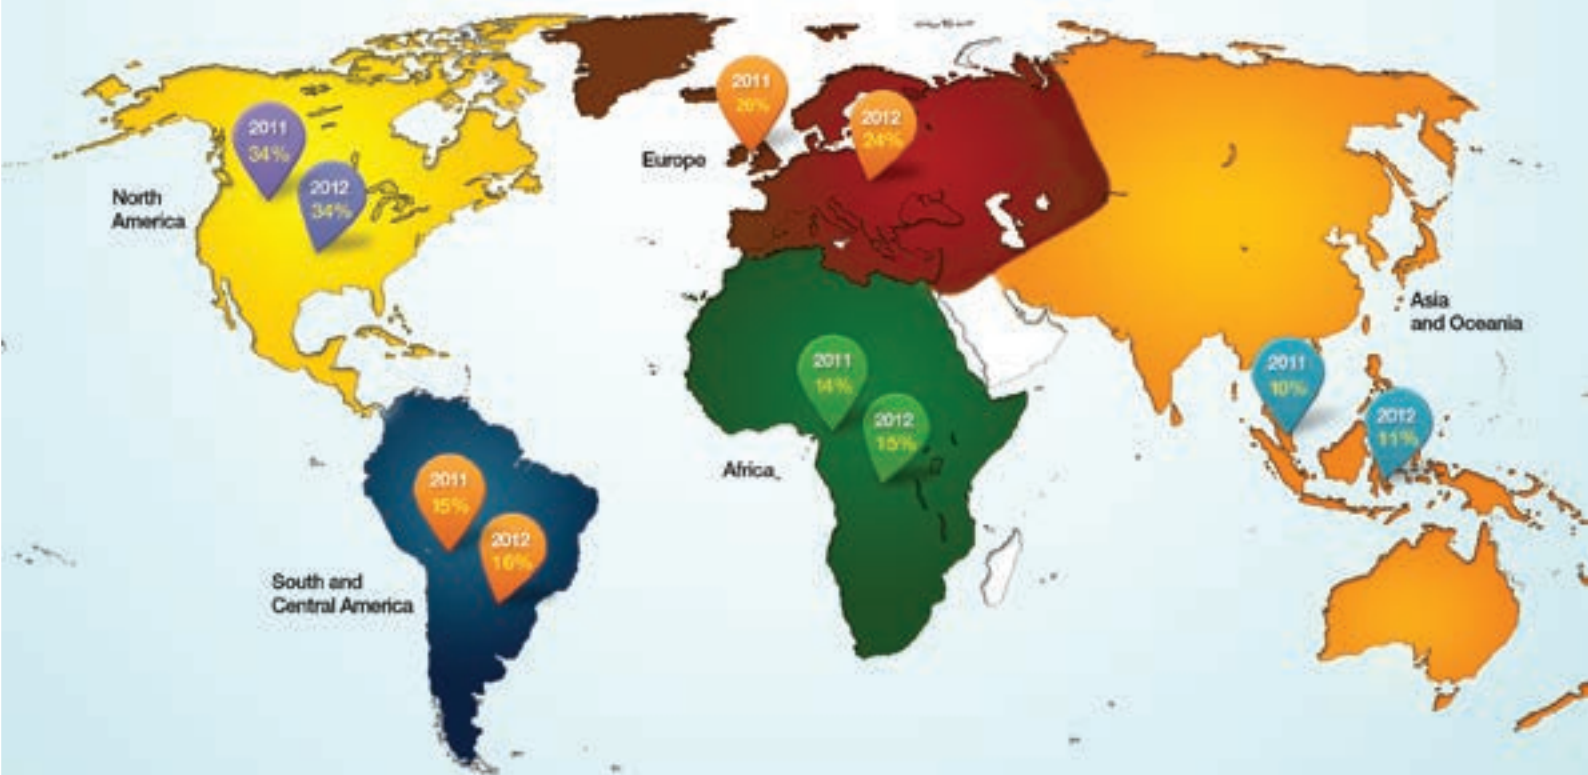 2011
34%
2012
34%
North
America
2011
26%
2012
24%
Europe
2011
14%
2012
15%
Africa
2011
10%
2012
11%
Asia
and Oceania
2011
15%
2012
16%
South and
Central America